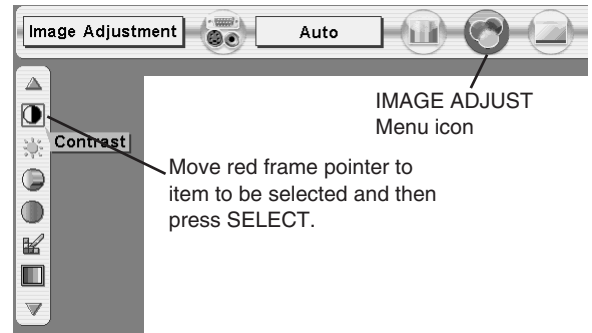 Image Adjustment
Auto
IMAGE ADJUST
Menu icon
Contrast
Move red frame pointer to
item to be selected and then
press SELECT.